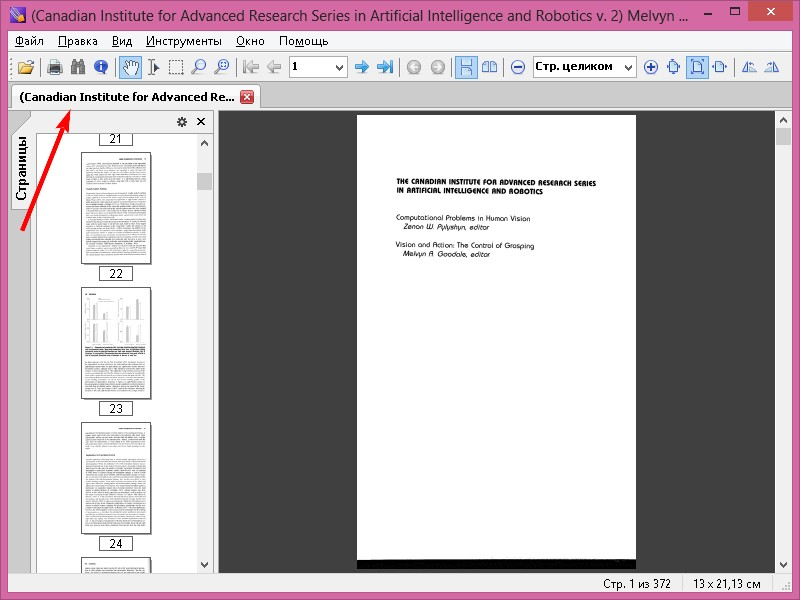 (Canadian Institute for Advanced Research Series in Artificial Intelligence and Robotics v. 2) Melvyn ...
Файл Правка Вид Инструменты Окно Помощь
1 Стр. целиком
(Canadian Institute for Advanced Re...
Страницы
21
22
23
24
THE CANADIAN INSTITUTE FOR ADVANCED RESEARCH SERIES
IN ARTIFICIAL INTELLIGENCE AND ROBOTICS
Computational Problems in Human Vision
Zenon W. Pylyshyn, editor
Vision and Action: The Control of Grasping
Melvyn A. Goodale, editor
Стр. 1 из 372 13 x 21,13 см